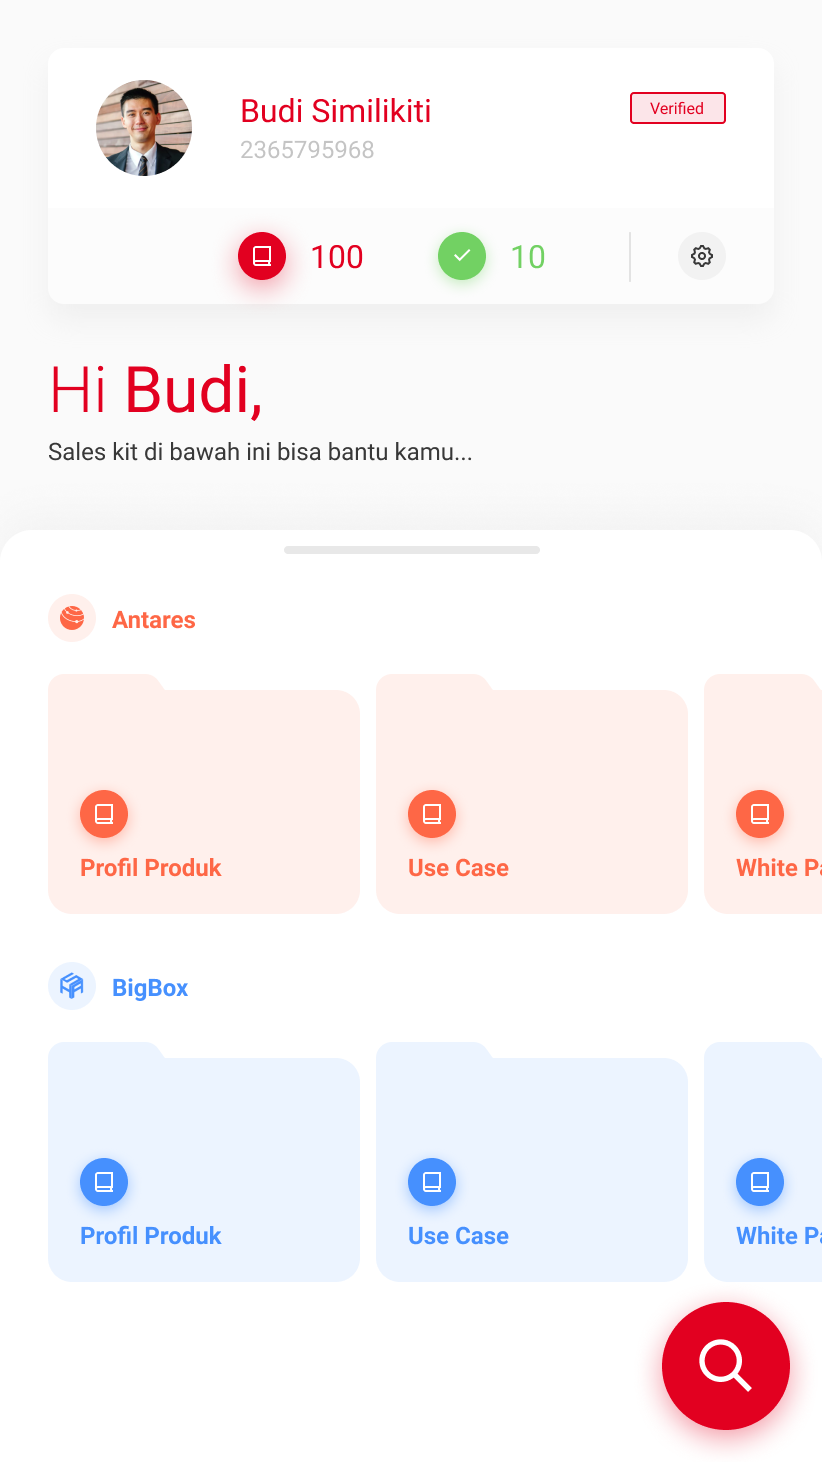 Budi Similikiti
Verified
2365795968
100
10
Hi Budi,
Sales kit di bawah ini bisa bantu kamu...
Antares
Profil Produk
Use Case
White Pa
BigBox
Profil Produk
Use Case
White Pa